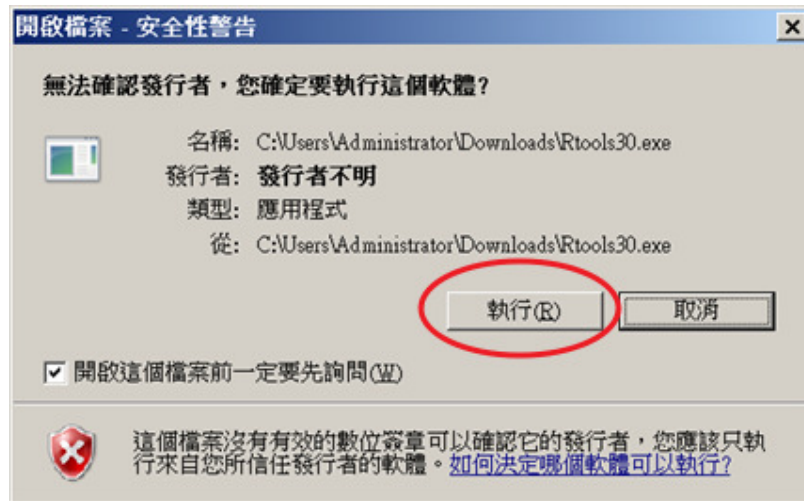 開啟檔案 - 安全性警告
無法確認發行者，您確定要執行這個軟體?
名稱: C:\Users\Administrator\Downloads\Rtools30.exe
發行者: 發行者不明
類型: 應用程式
從: C:\Users\Administrator\Downloads\Rtools30.exe
執行(R) 取消
開啟這個檔案前一定要先詢問(W)
這個檔案沒有有效的數位簽章可以確認它的發行者，您應該只執
行來自您所信任發行者的軟體。如何決定哪個軟體可以執行?